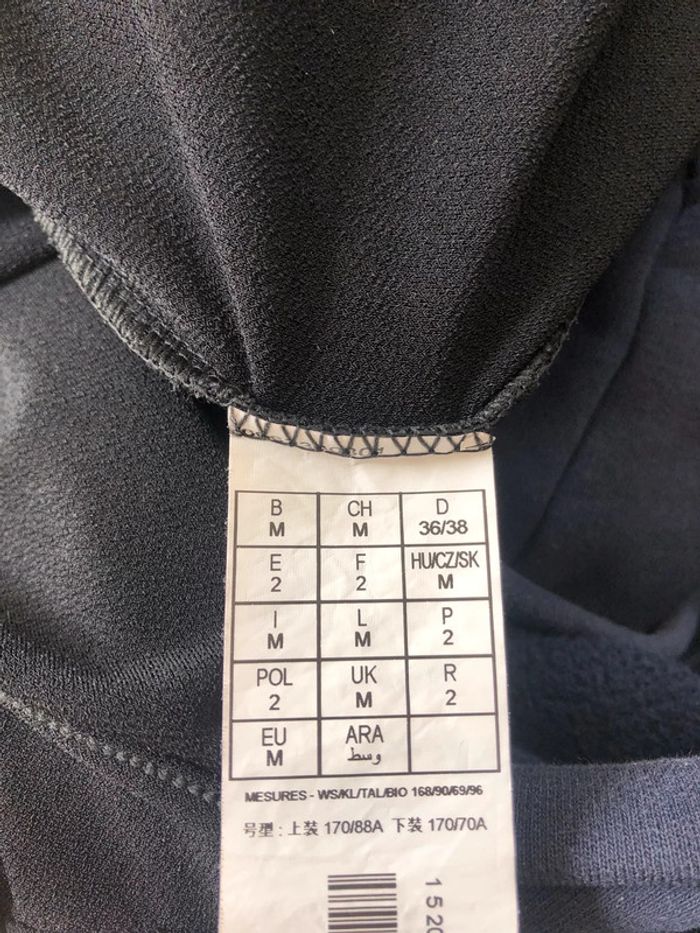 B CH D
M M 36/38
E F HU/CZ/SK
2 2 M
I L P
M M 2
POL UK R
2 M 2
EU ARA
M وسط
MESURES - WS/KL/TAL/BIO 168/90/69/96
号型 : 上装 170/88A 下装 170/70A
1520